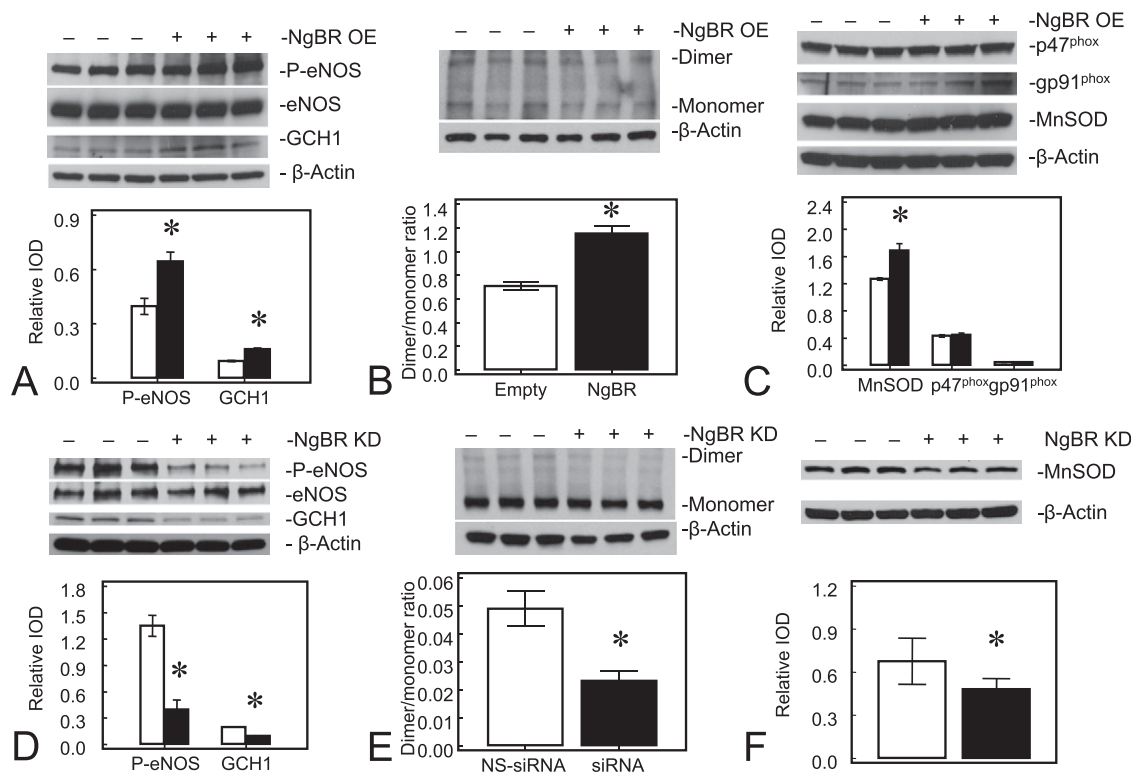 – – – + + + -NgBR OE
-P-eNOS
-eNOS
-GCH1
- β-Actin
0.9
0.6
0.3
0.0
Relative IOD
*
*
P-eNOS GCH1
A
– – – + + + -NgBR OE
-Dimer
-Monomer
-β-Actin
1.4
1.2
1.0
0.8
0.6
0.4
0.2
0.0
Dimer/monomer ratio
*
Empty NgBR
B
+ + + -NgBR OE
– – –
-p47phox
-gp91phox
-MnSOD
-β-Actin
2.4
2.0
1.6
1.2
0.8
0.4
0.0
Relative IOD
*
MnSOD p47phox gp91phox
C
– – – + + + -NgBR KD
-P-eNOS
-eNOS
-GCH1
- β-Actin
1.8
1.5
1.2
0.9
0.6
0.3
0.0
Relative IOD
*
*
P-eNOS GCH1
D
– – – + + + -NgBR KD
-Dimer
-Monomer
-β-Actin
0.06
0.05
0.04
0.03
0.02
0.01
0.00
Dimer/monomer ratio
*
NS-siRNA siRNA
E
– – – + + + NgBR KD
-MnSOD
-β-Actin
1.2
0.9
0.6
0.3
0.0
Relative IOD
*
F